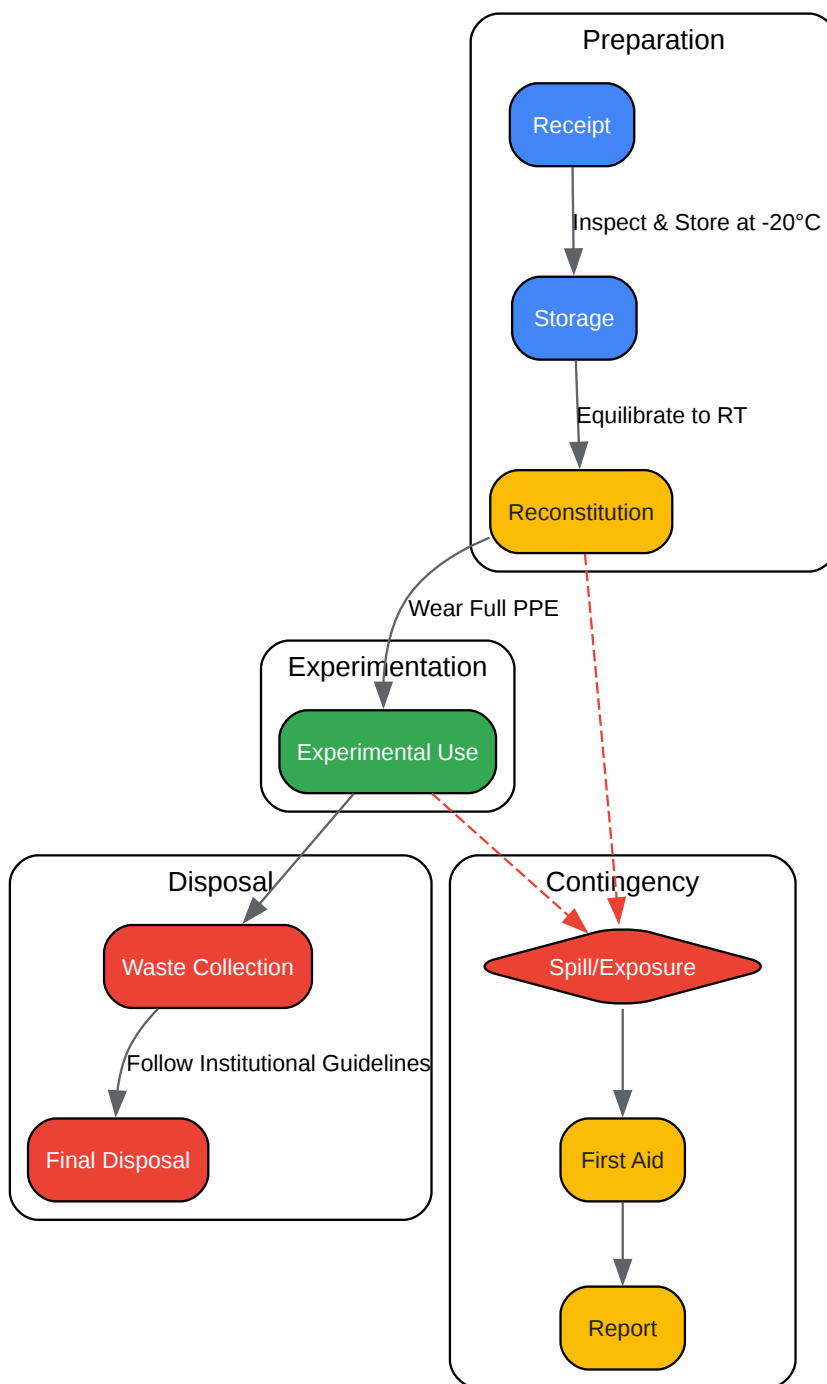 Preparation
Receipt
Inspect & Store at -20°C
Storage
Equilibrate to RT
Reconstitution
Wear Full PPE
Experimentation
Experimental Use
Disposal
Waste Collection
Follow Institutional Guidelines
Final Disposal
Contingency
Spill/Exposure
First Aid
Report